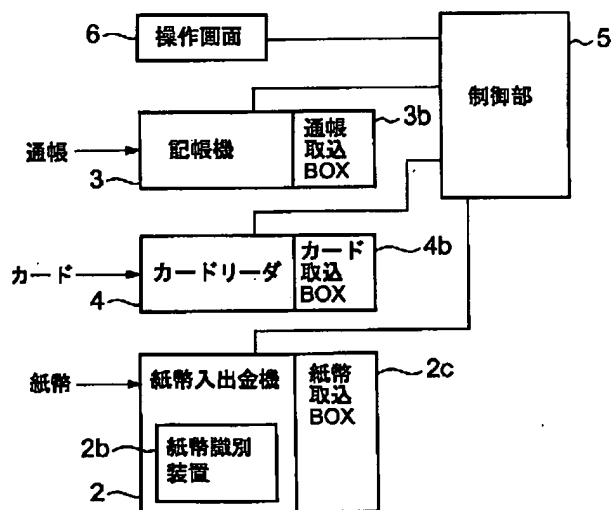 6
操作画面
5
制御部
3b
通帳
記帳機
通帳
取込
BOX
3
4b
カード
カードリーダ
カード
取込
BOX
4
紙幣
紙幣入出金機
紙幣
取込
BOX
2c
2b
紙幣識別
装置
2